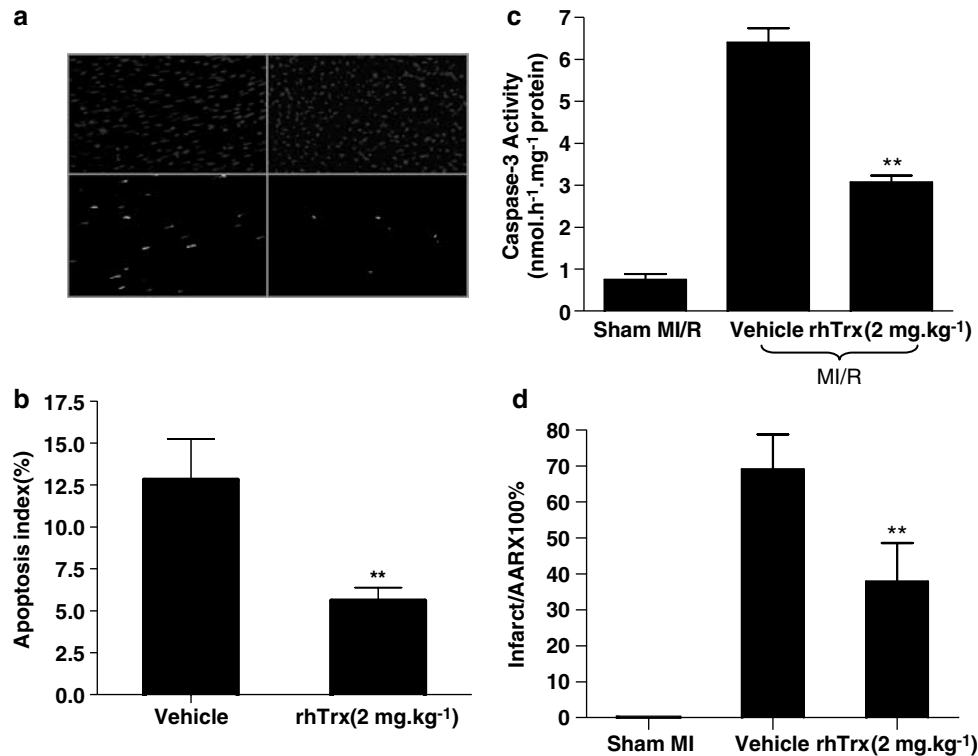 a
b
Apoptosis index(%)
17.5
15.0
12.5
10.0
7.5
5.0
2.5
0.0
**
Vehicle rhTrx(2 mg.kg-1)
c
Caspase-3 Activity
(nmol.h-1.mg-1 protein)
7
6
5
4
3
2
1
0
**
Sham MI/R Vehicle rhTrx(2 mg.kg-1)
MI/R
d
Infarct/AARX100%
80
70
60
50
40
30
20
10
0
**
Sham MI Vehicle rhTrx(2 mg.kg-1)